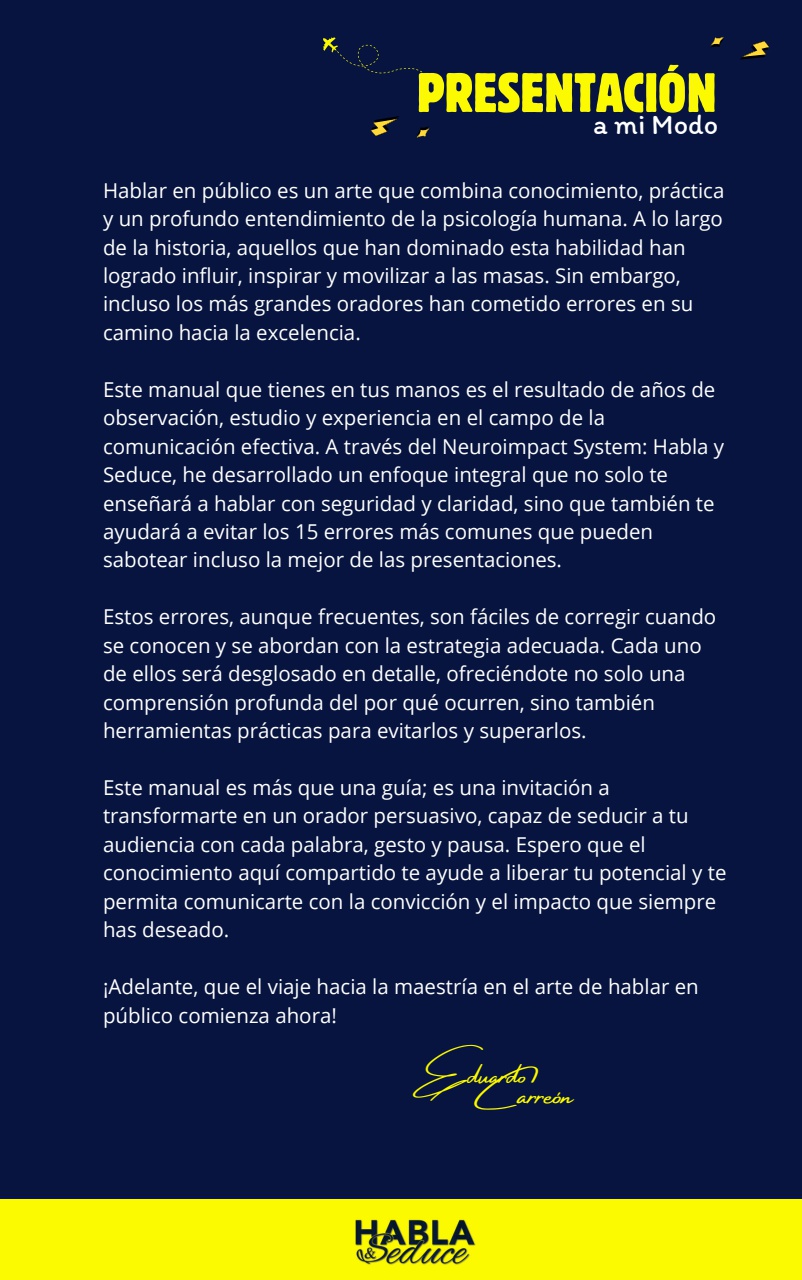 PRESENTACIÓN
a mi Modo
Hablar en público es un arte que combina conocimiento, práctica
y un profundo entendimiento de la psicología humana. A lo largo
de la historia, aquellos que han dominado esta habilidad han
logrado influir, inspirar y movilizar a las masas. Sin embargo,
incluso los más grandes oradores han cometido errores en su
camino hacia la excelencia.
Este manual que tienes en tus manos es el resultado de años de
observación, estudio y experiencia en el campo de la
comunicación efectiva. A través del Neuroimpact System: Habla y
Seduce, he desarrollado un enfoque integral que no solo te
enseñará a hablar con seguridad y claridad, sino que también te
ayudará a evitar los 15 errores más comunes que pueden
sabotear incluso la mejor de las presentaciones.
Estos errores, aunque frecuentes, son fáciles de corregir cuando
se conocen y se abordan con la estrategia adecuada. Cada uno
de ellos será desglosado en detalle, ofreciéndote no solo una
comprensión profunda del por qué ocurren, sino también
herramientas prácticas para evitarlos y superarlos.
Este manual es más que una guía; es una invitación a
transformarte en un orador persuasivo, capaz de seducir a tu
audiencia con cada palabra, gesto y pausa. Espero que el
conocimiento aquí compartido te ayude a liberar tu potencial y te
permita comunicarte con la convicción y el impacto que siempre
has deseado.
¡Adelante, que el viaje hacia la maestría en el arte de hablar en
público comienza ahora!
Eduardo
Carreón
HABLA
&Seduce